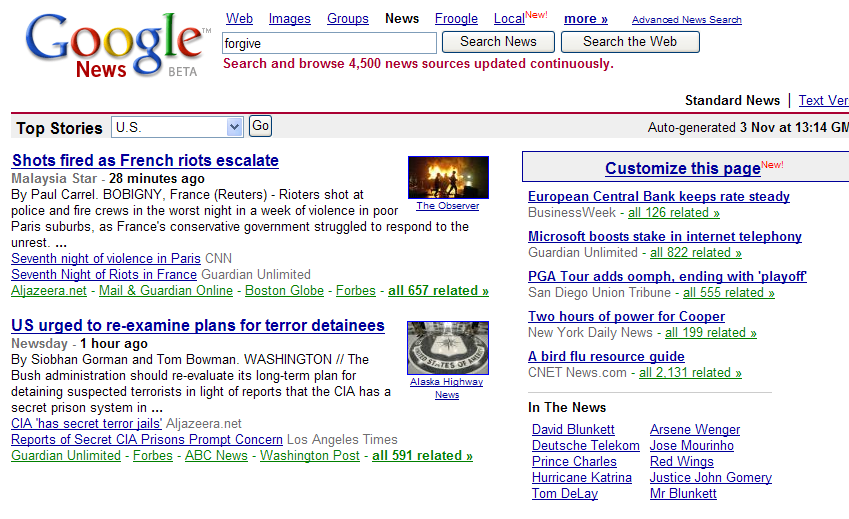 Web Images Groups News Froogle Local New! more » Advanced News Search
Google™
News BETA
forgive Search News Search the Web
Search and browse 4,500 news sources updated continuously.
Standard News | Text Ver
Top Stories U.S. Go Auto-generated 3 Nov at 13:14 GM
Shots fired as French riots escalate
Malaysia Star - 28 minutes ago
By Paul Carrel. BOBIGNY, France (Reuters) - Rioters shot at
police and fire crews in the worst night in a week of violence in poor
Paris suburbs, as France's conservative government struggled to respond to the
unrest. ...
The Observer
Seventh night of violence in Paris CNN
Seventh Night of Riots in France Guardian Unlimited
Aljazeera.net - Mail & Guardian Online - Boston Globe - Forbes - all 657 related »
US urged to re-examine plans for terror detainees
Newsday - 1 hour ago
By Siobhan Gorman and Tom Bowman. WASHINGTON // The
Bush administration should re-evaluate its long-term plan for
detaining suspected terrorists in light of reports that the CIA has a
secret prison system in ...
Alaska Highway
News
CIA 'has secret terror jails' Aljazeera.net
Reports of Secret CIA Prisons Prompt Concern Los Angeles Times
Guardian Unlimited - Forbes - ABC News - Washington Post - all 591 related »
Customize this page New!
European Central Bank keeps rate steady
BusinessWeek - all 126 related »
Microsoft boosts stake in internet telephony
Guardian Unlimited - all 822 related »
PGA Tour adds oomph, ending with 'playoff'
San Diego Union Tribune - all 555 related »
Two hours of power for Cooper
New York Daily News - all 199 related »
A bird flu resource guide
CNET News.com - all 2,131 related »
In The News
David Blunkett Arsene Wenger
Deutsche Telekom Jose Mourinho
Prince Charles Red Wings
Hurricane Katrina Justice John Gomery
Tom DeLay Mr Blunkett